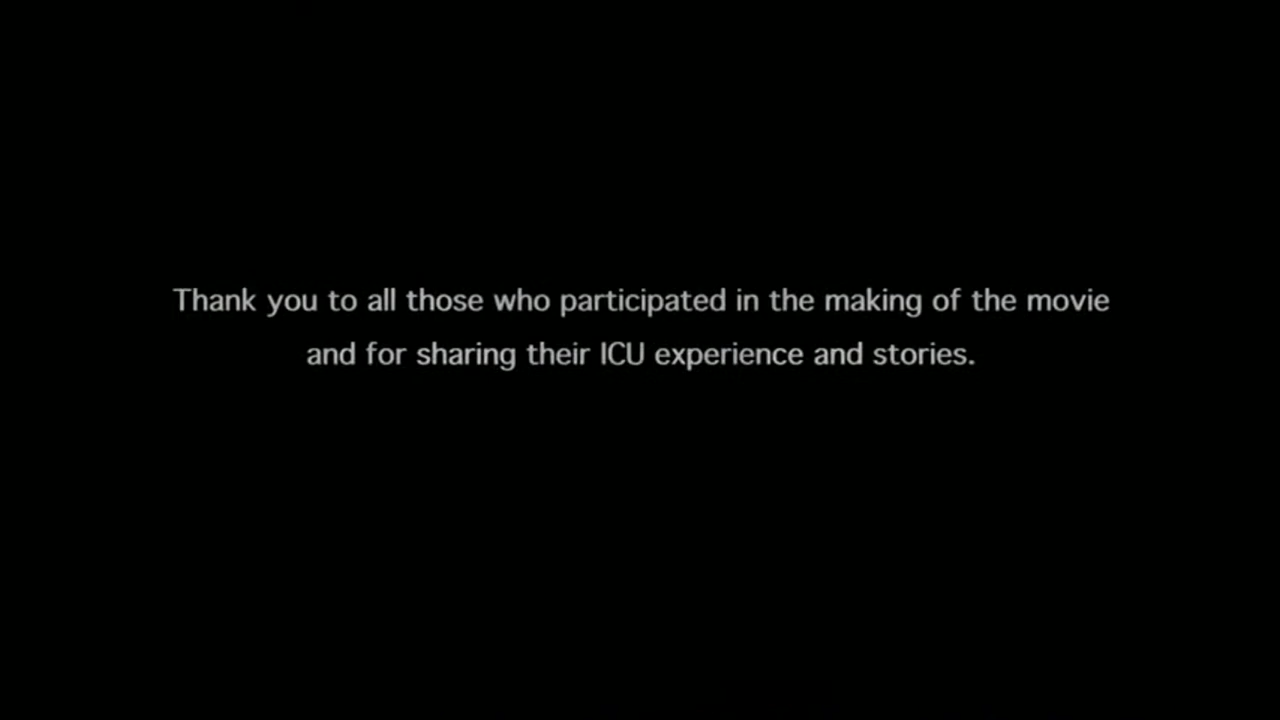 Thank you to all those who participated in the making of the movie
and for sharing their ICU experience and stories.